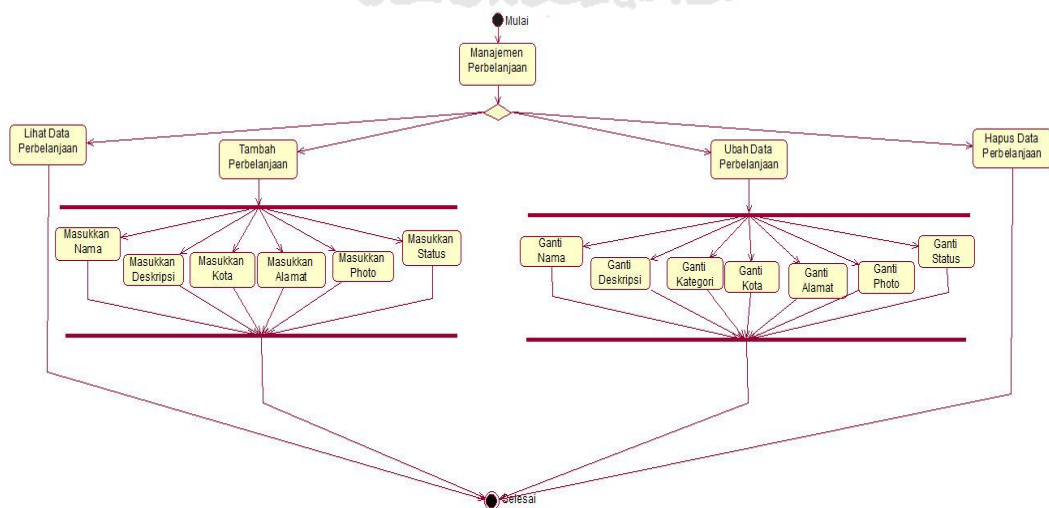 Mulai
Manajemen
Perbelanjaan
Lihat Data
Perbelanjaan
Tambah
Perbelanjaan
Ubah Data
Perbelanjaan
Hapus Data
Perbelanjaan
Masukkan
Nama
Masukkan
Deskripsi
Masukkan
Kota
Masukkan
Alamat
Masukkan
Photo
Masukkan
Status
Ganti
Nama
Ganti
Deskripsi
Ganti
Kategori
Ganti
Kota
Ganti
Alamat
Ganti
Photo
Ganti
Status
Selesai